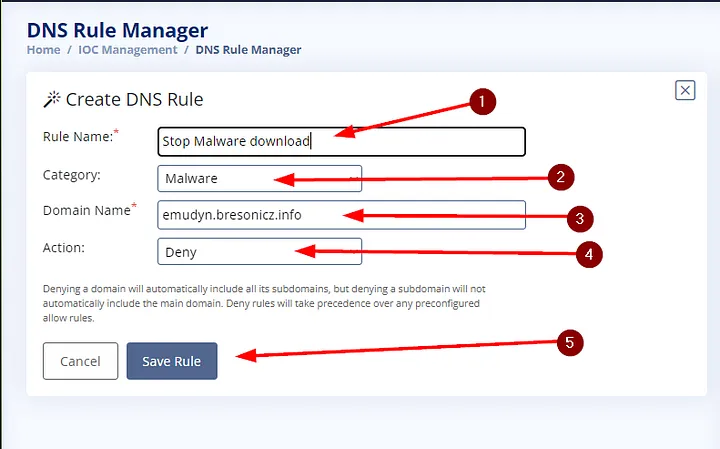 DNS Rule Manager
Home / IOC Management / DNS Rule Manager
Create DNS Rule
1
Rule Name:* Stop Malware download
Category: Malware
2
Domain Name* emudyn.bresonicz.info
3
Action: Deny
4
Denying a domain will automatically include all its subdomains, but denying a subdomain will not
automatically include the main domain. Deny rules will take precedence over any preconfigured
allow rules.
Cancel Save Rule
5